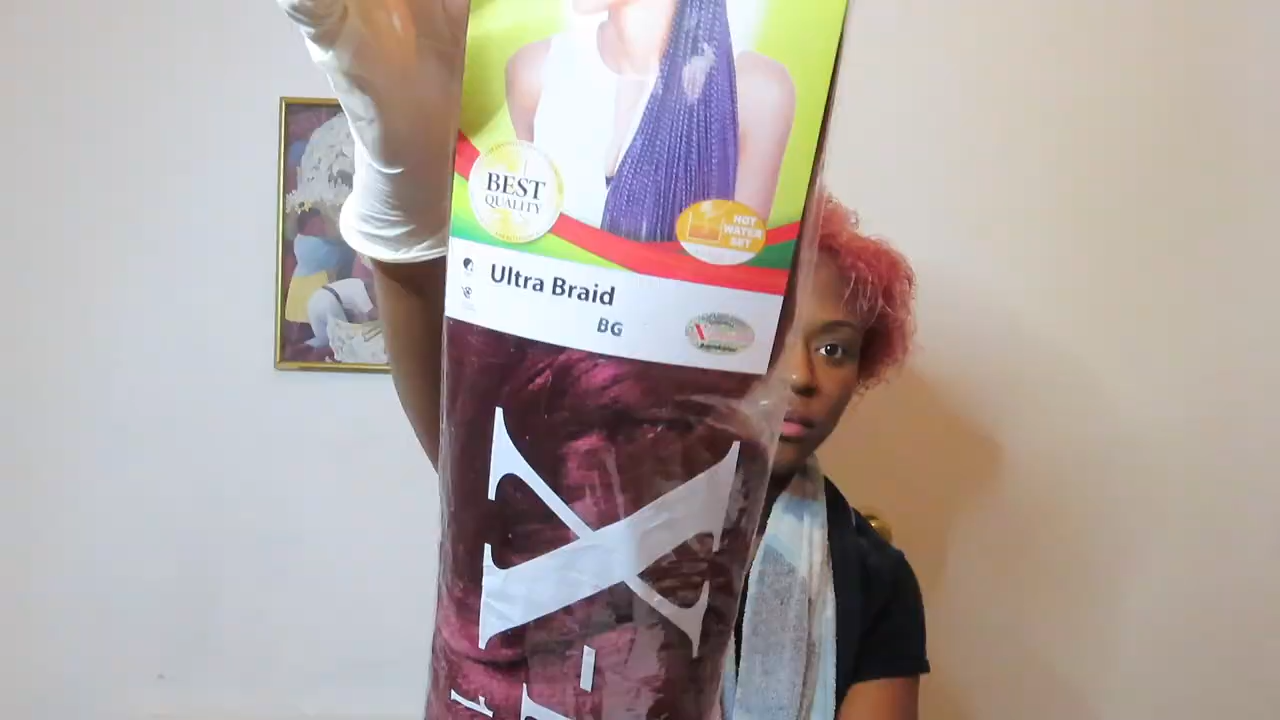 BEST
QUALITY
HOT
WATER
SET
Ultra Braid
BG
X-